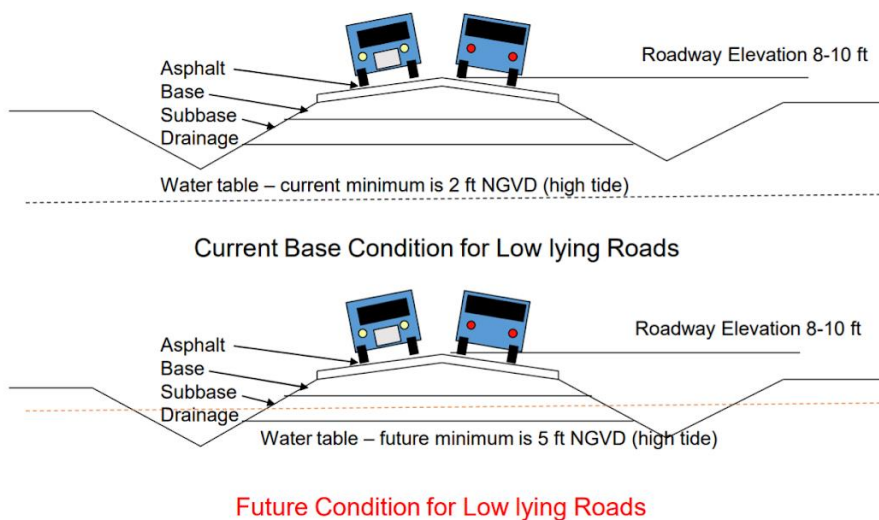 Roadway Elevation 8-10 ft
Asphalt
Base
Subbase
Drainage
Water table – current minimum is 2 ft NGVD (high tide)
Current Base Condition for Low lying Roads
Roadway Elevation 8-10 ft
Asphalt
Base
Subbase
Drainage
Water table – future minimum is 5 ft NGVD (high tide)
Future Condition for Low lying Roads